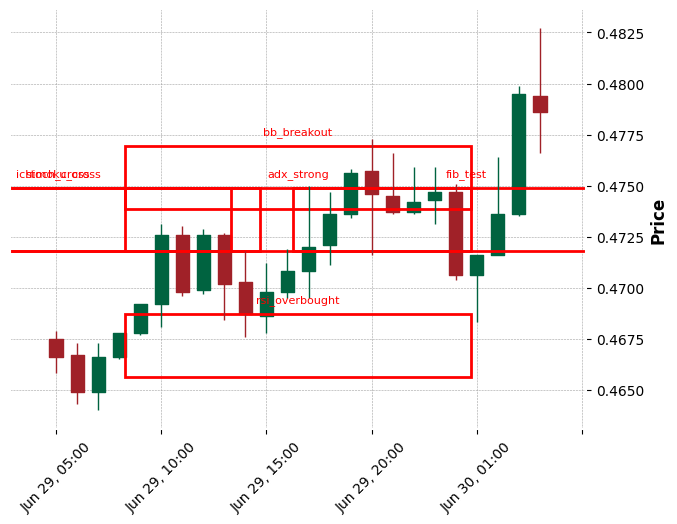 0.4825
0.4800
0.4775
0.4750
0.4725
0.4700
0.4675
0.4650
Price
bb_breakout
adx_strong
fib_test
Jun 29, 05:00
Jun 29, 10:00
Jun 29, 15:00
Jun 29, 20:00
Jun 30, 01:00